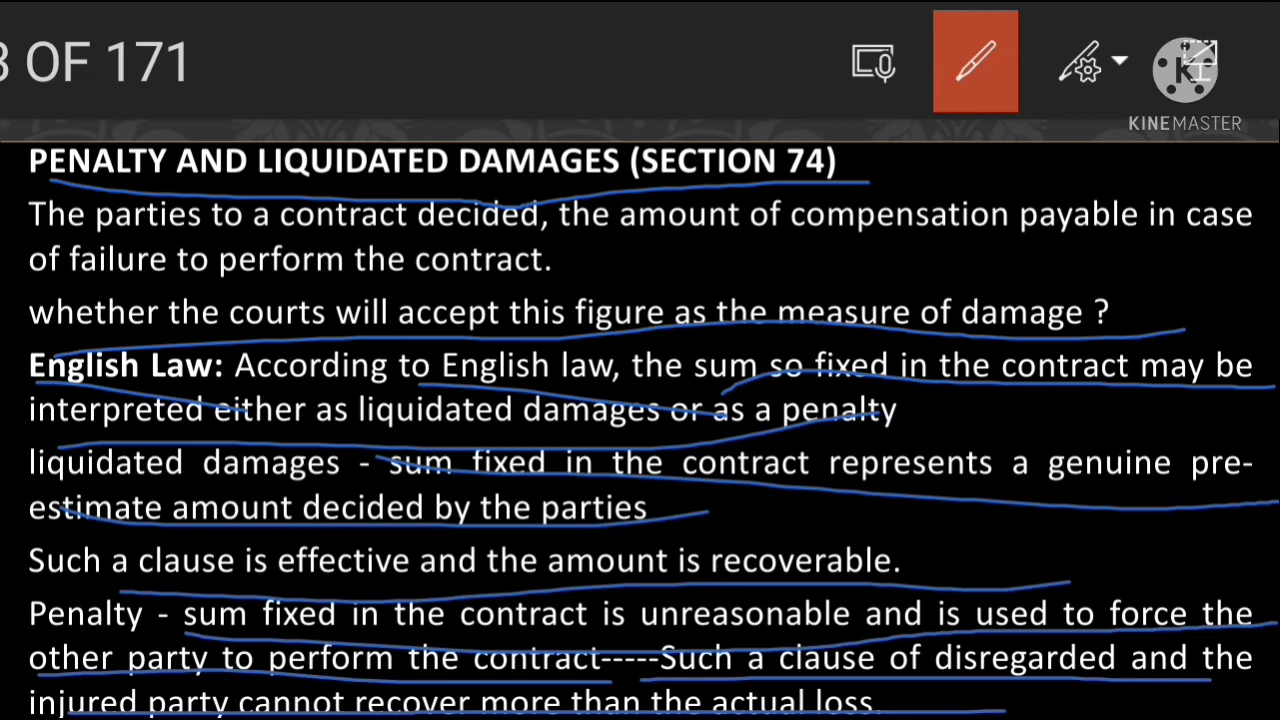 3 OF 171
KINEMASTER
PENALTY AND LIQUIDATED DAMAGES (SECTION 74)
The parties to a contract decided, the amount of compensation payable in case
of failure to perform the contract.
whether the courts will accept this figure as the measure of damage ?
English Law: According to English law, the sum so fixed in the contract may be
interpreted either as liquidated damages or as a penalty
liquidated damages - sum fixed in the contract represents a genuine pre-
estimate amount decided by the parties
Such a clause is effective and the amount is recoverable.
Penalty - sum fixed in the contract is unreasonable and is used to force the
other party to perform the contract-----Such a clause of disregarded and the
injured party cannot recover more than the actual loss.